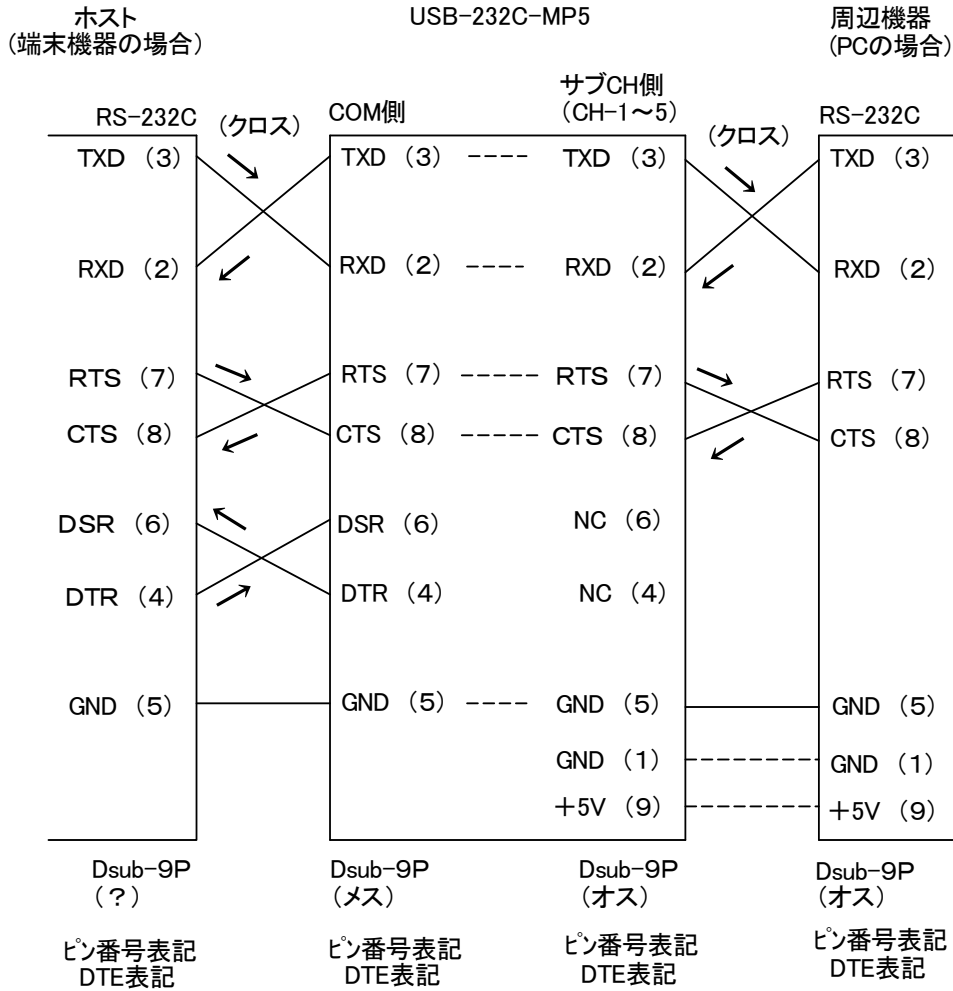 ホスト
(端末機器の場合)
USB-232C-MP5
周辺機器
(PCの場合)
RS-232C
(クロス)
COM側
サブCH側
(CH-1～5)
(クロス)
RS-232C
TXD (3)
TXD (3) ---- TXD (3)
TXD (3)
RXD (2)
RXD (2) ---- RXD (2)
RXD (2)
RTS (7)
RTS (7) ----- RTS (7)
RTS (7)
CTS (8)
CTS (8) ----- CTS (8)
CTS (8)
DSR (6)
DSR (6)
NC (6)
DTR (4)
DTR (4)
NC (4)
GND (5)
GND (5) ---- GND (5)
GND (5)
GND (1)
GND (1)
+5V (9)
+5V (9)
Dsub-9P
(?)
ピン番号表記
DTE表記
Dsub-9P
(メス)
ピン番号表記
DTE表記
Dsub-9P
(オス)
ピン番号表記
DTE表記
Dsub-9P
(オス)
ピン番号表記
DTE表記